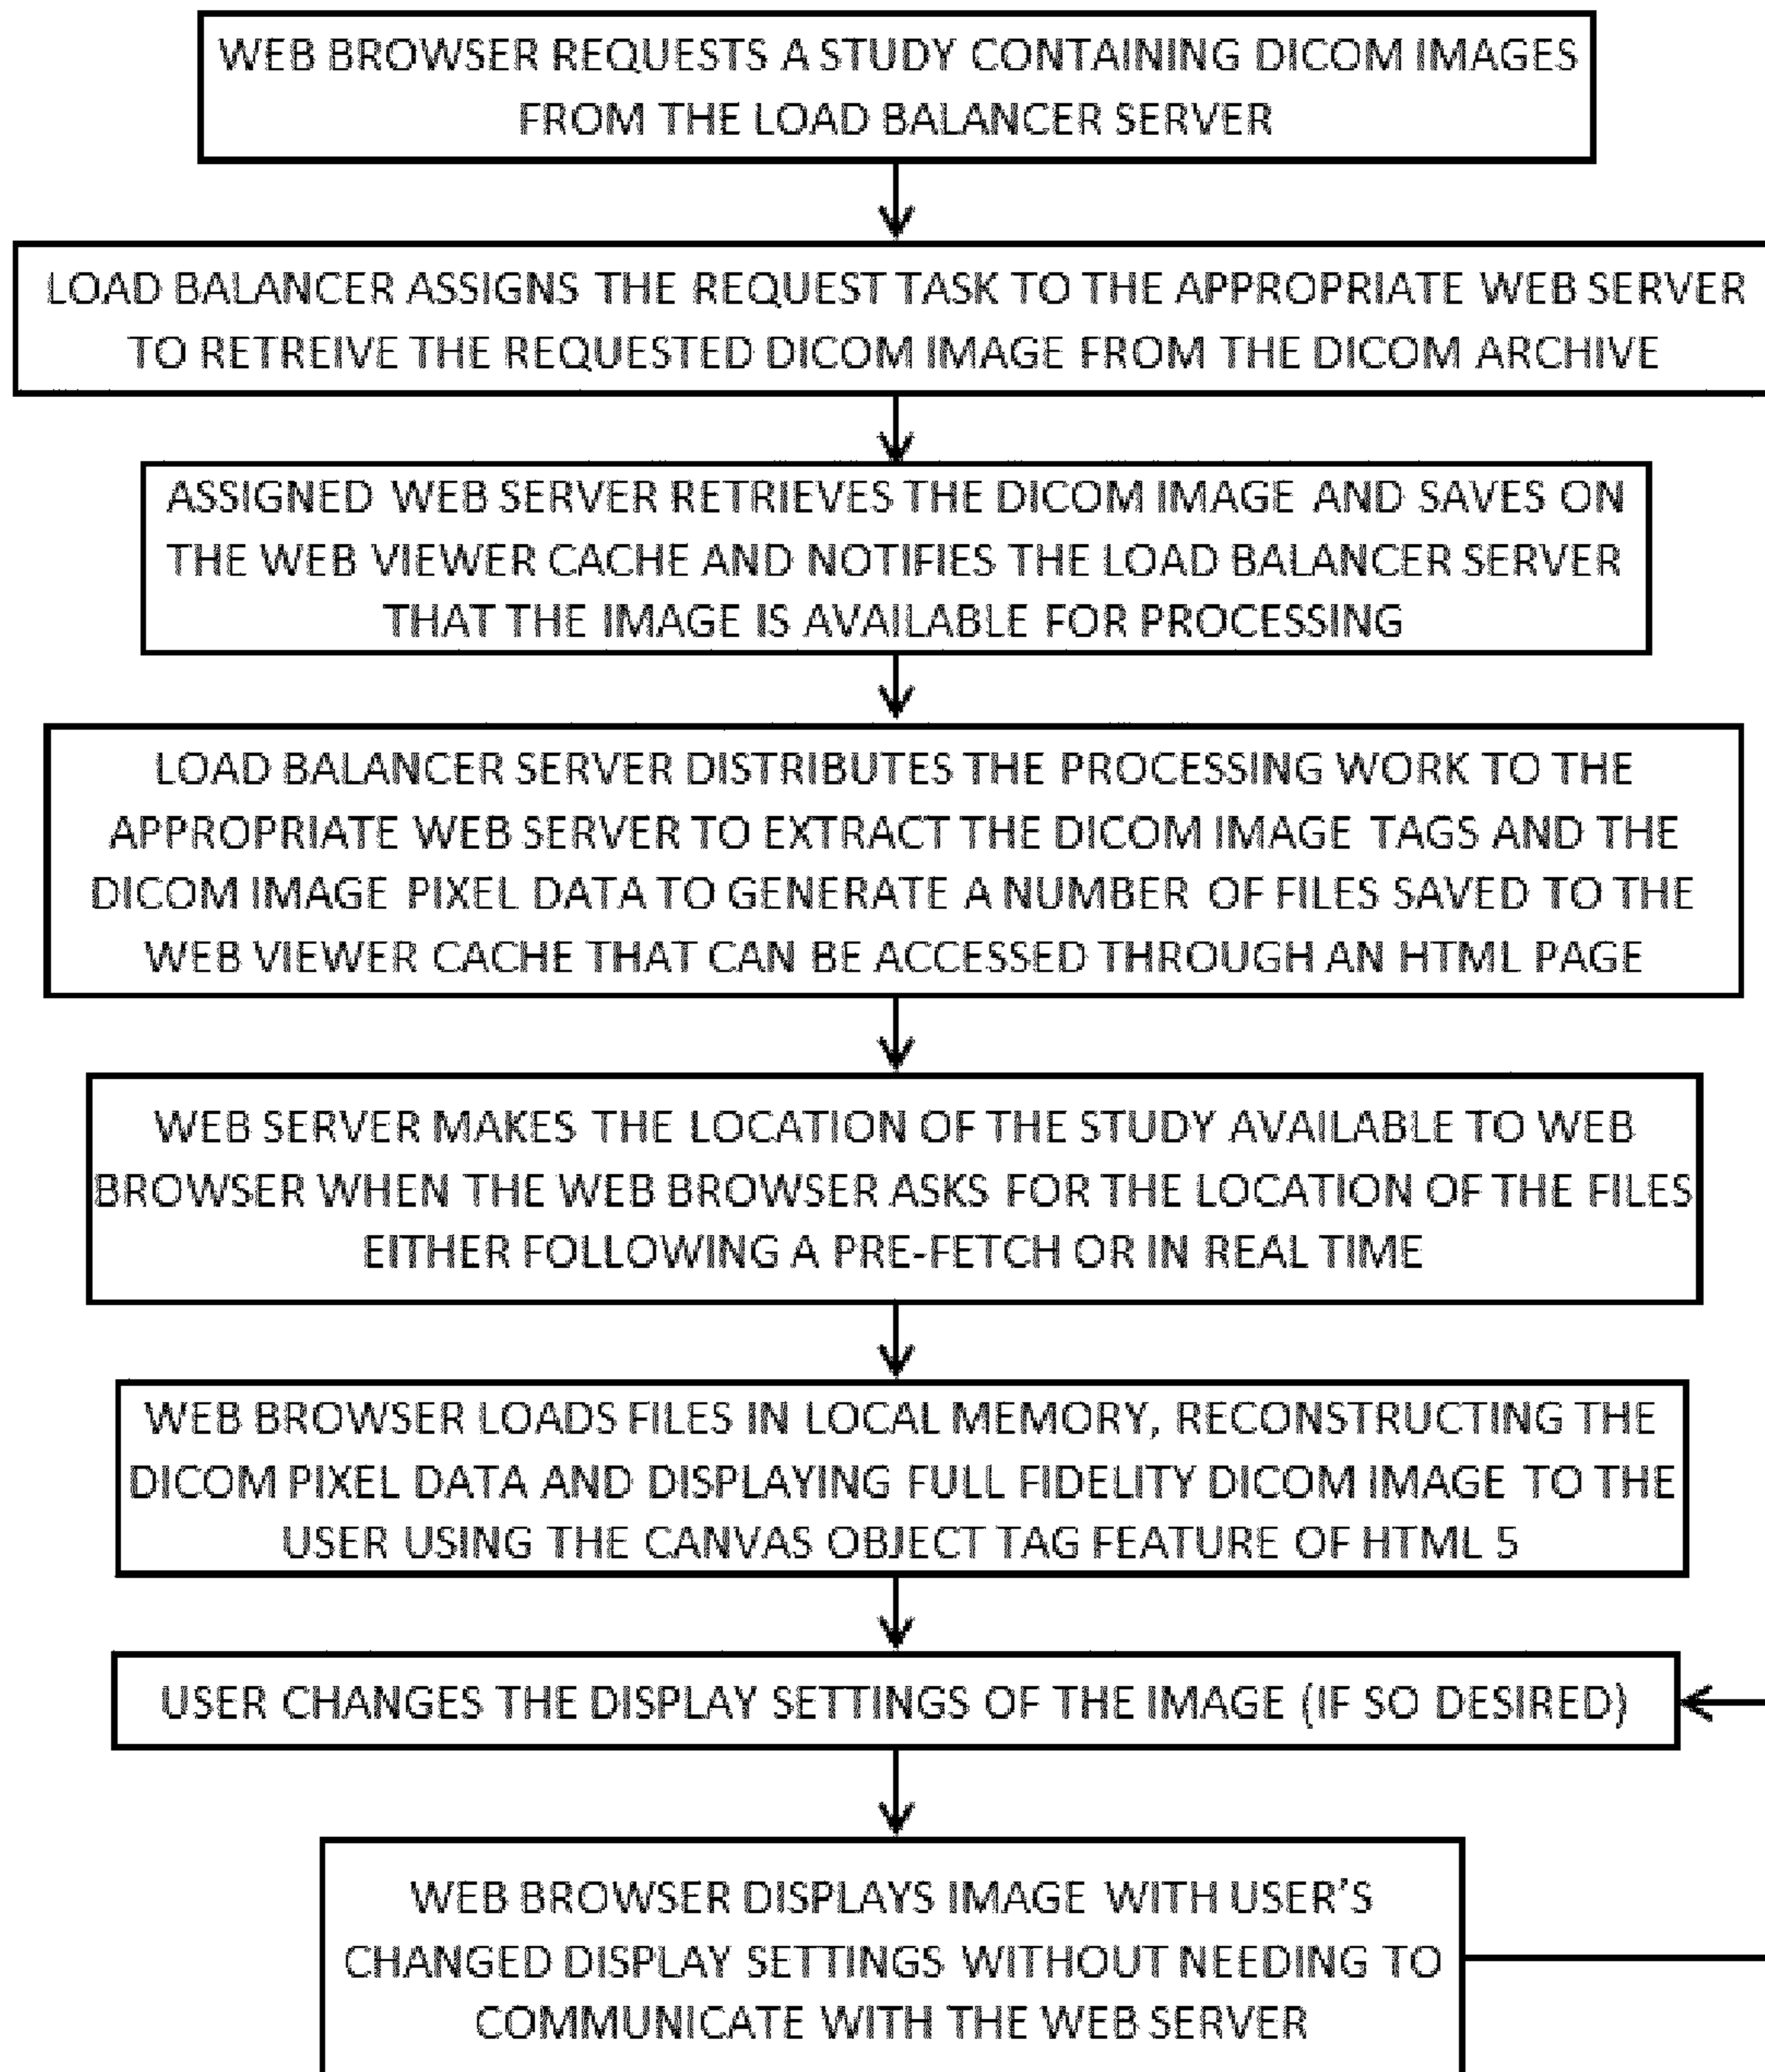 WEB BROWSER REQUESTS A STUDY CONTAINING DICOM IMAGES
FROM THE LOAD BALANCER SERVER
LOAD BALANCER ASSIGNS THE REQUEST TASK TO THE APPROPRIATE WEB SERVER
TO RETREIVE THE REQUESTED DICOM IMAGE FROM THE DICOM ARCHIVE
ASSIGNED WEB SERVER RETRIEVES THE DICOM IMAGE AND SAVES ON
THE WEB VIEWER CACHE AND NOTIFIES THE LOAD BALANCER SERVER
THAT THE IMAGE IS AVAILABLE FOR PROCESSING
LOAD BALANCER SERVER DISTRIBUTES THE PROCESSING WORK TO THE
APPROPRIATE WEB SERVER TO EXTRACT THE DICOM IMAGE TAGS AND THE
DICOM IMAGE PIXEL DATA TO GENERATE A NUMBER OF FILES SAVED TO THE
WEB VIEWER CACHE THAT CAN BE ACCESSED THROUGH AN HTML PAGE
WEB SERVER MAKES THE LOCATION OF THE STUDY AVAILABLE TO WEB
BROWSER WHEN THE WEB BROWSER ASKS FOR THE LOCATION OF THE FILES
EITHER FOLLOWING A PRE-FETCH OR IN REAL TIME
WEB BROWSER LOADS FILES IN LOCAL MEMORY, RECONSTRUCTING THE
DICOM PIXEL DATA AND DISPLAYING FULL FIDELITY DICOM IMAGE TO THE
USER USING THE CANVAS OBJECT TAG FEATURE OF HTML 5
USER CHANGES THE DISPLAY SETTINGS OF THE IMAGE (IF SO DESIRED)
WEB BROWSER DISPLAYS IMAGE WITH USER'S
CHANGED DISPLAY SETTINGS WITHOUT NEEDING TO
COMMUNICATE WITH THE WEB SERVER